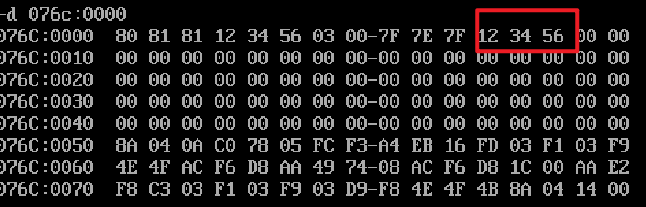 -d 076c:0000
076C:0000 80 81 81 12 34 56 03 00-7F 7E 7F 12 34 56 00 00
076C:0010 00 00 00 00 00 00 00 00-00 00 00 00 00 00 00 00
076C:0020 00 00 00 00 00 00 00 00-00 00 00 00 00 00 00 00
076C:0030 00 00 00 00 00 00 00 00-00 00 00 00 00 00 00 00
076C:0040 00 00 00 00 00 00 00 00-00 00 00 00 00 00 00 00
076C:0050 8A 04 0A C0 78 05 FC F3-A4 EB 16 FD 03 F1 03 F9
076C:0060 4E 4F AC F6 D8 AA 49 74-08 AC F6 D8 1C 00 AA E2
076C:0070 F8 C3 03 F1 03 F9 03 D9-F8 4E 4F 4B 8A 04 14 00